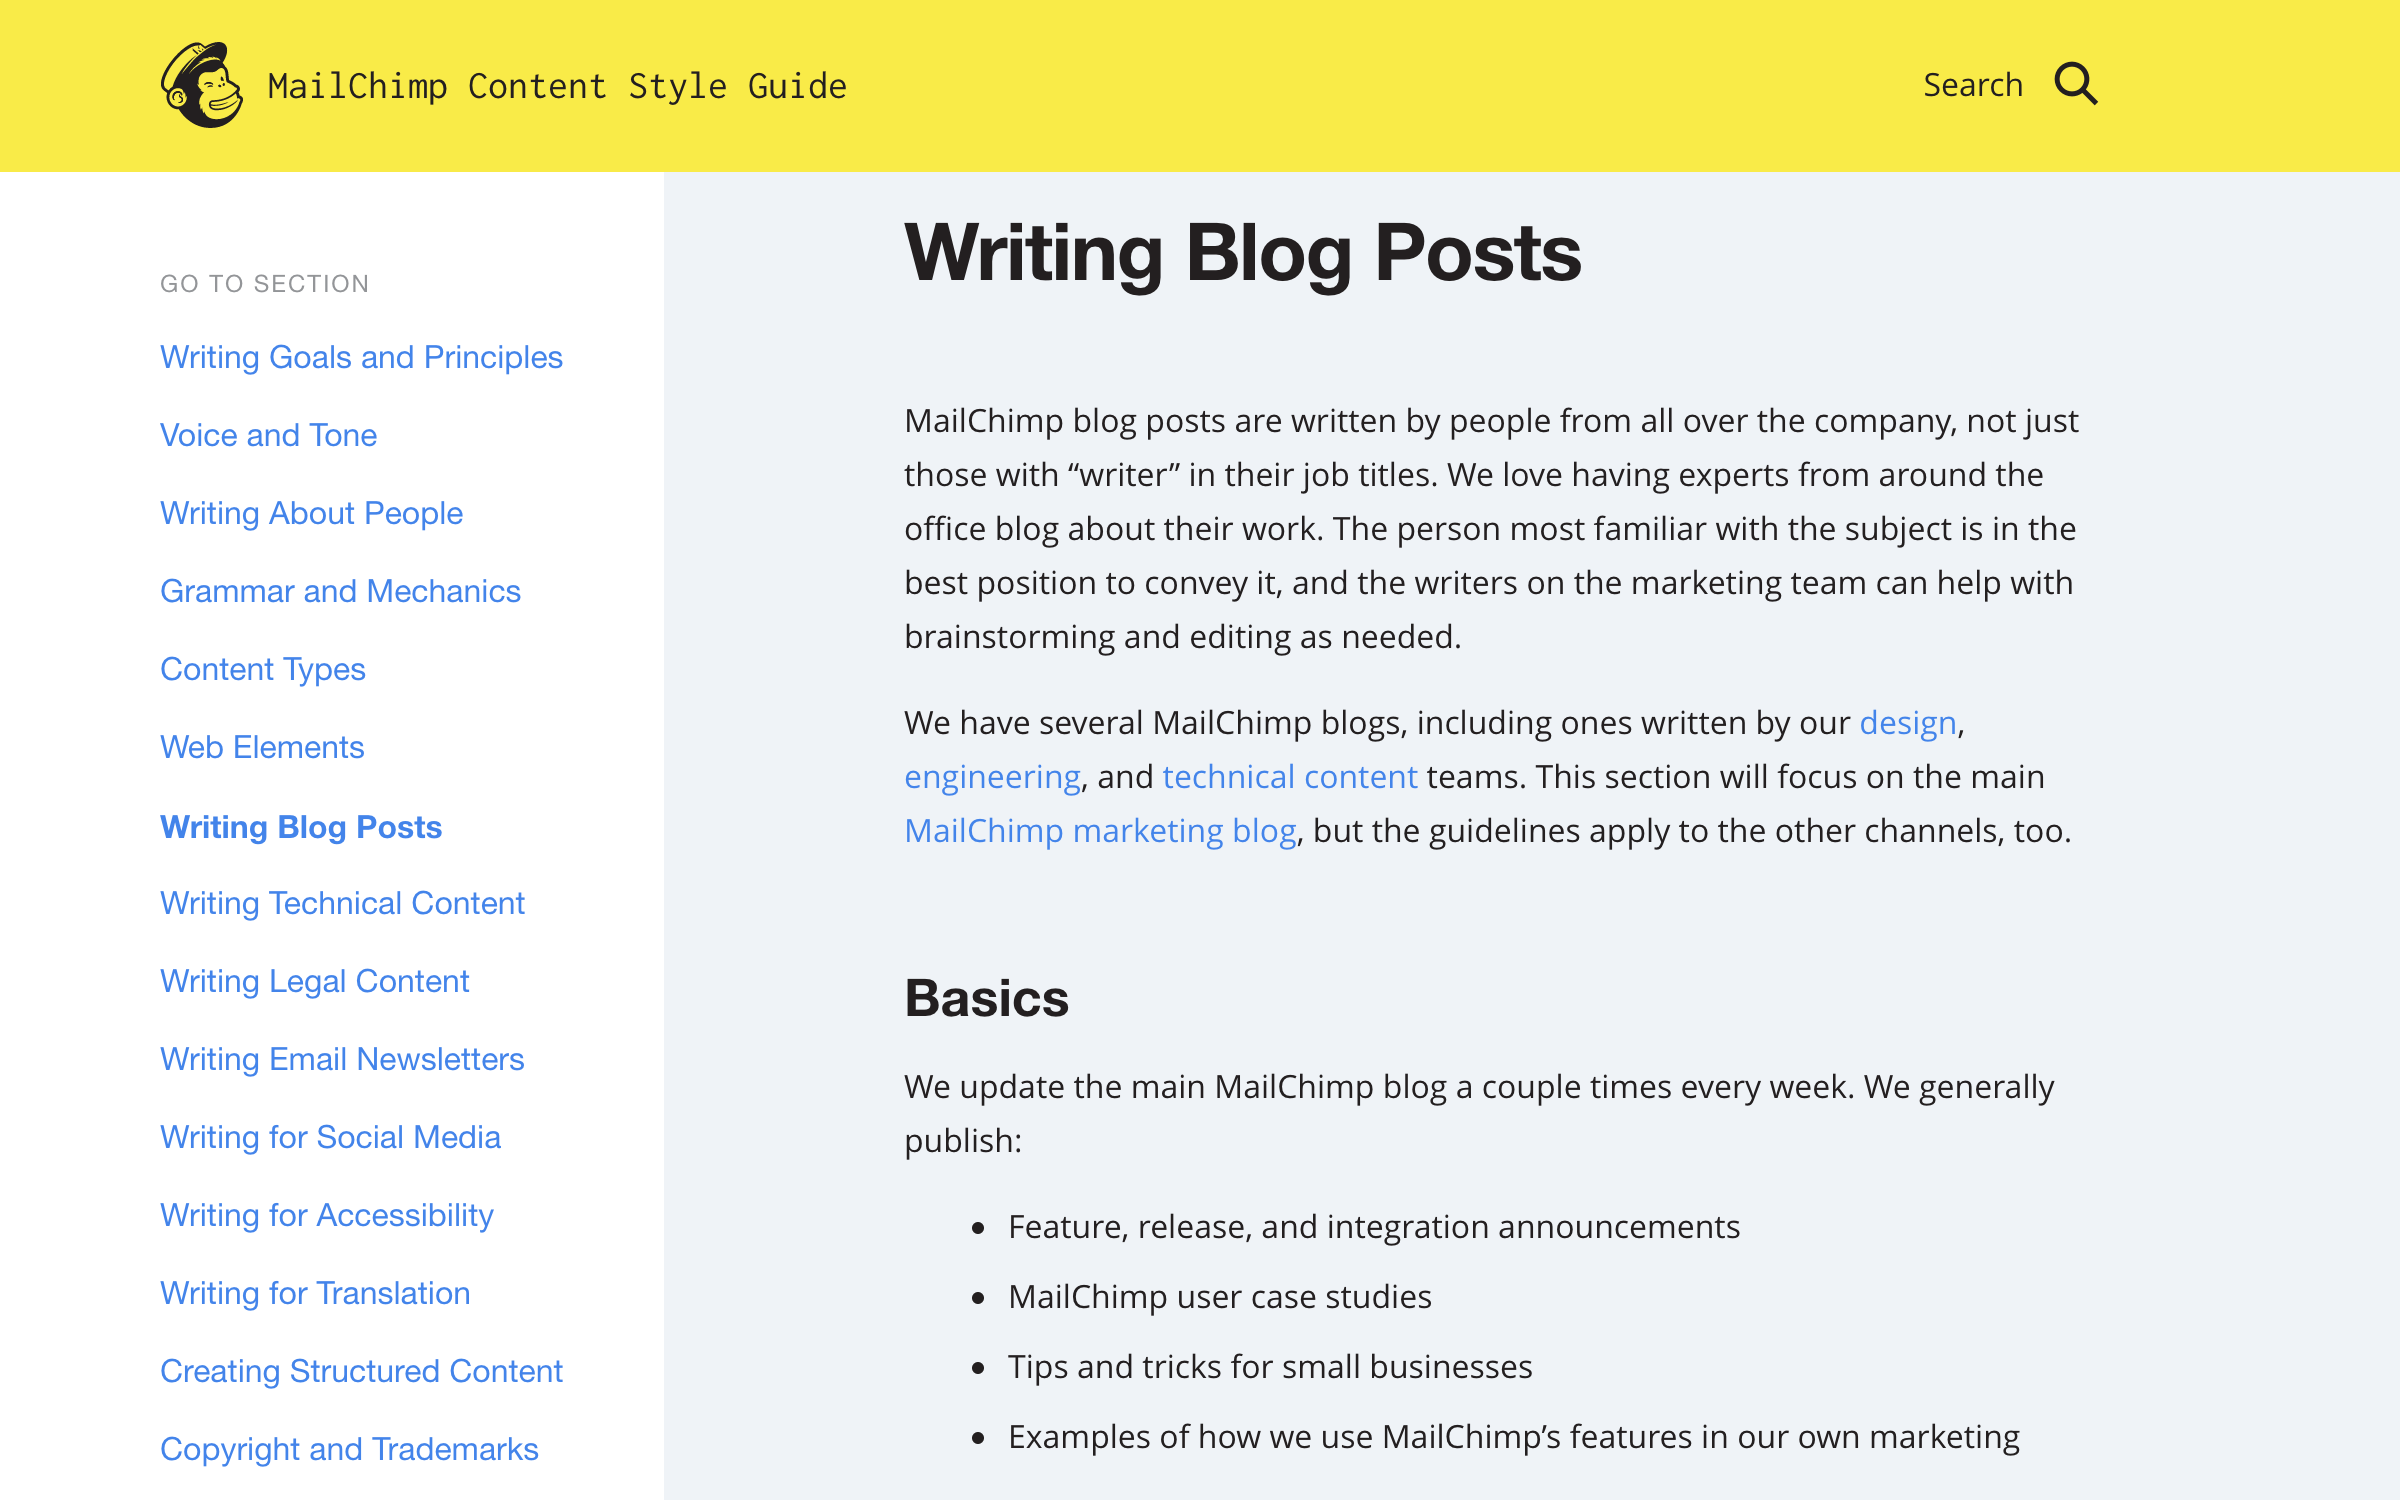 MailChimp Content Style Guide
Search
GO TO SECTION
Writing Goals and Principles
Voice and Tone
Writing About People
Grammar and Mechanics
Content Types
Web Elements
Writing Blog Posts
Writing Technical Content
Writing Legal Content
Writing Email Newsletters
Writing for Social Media
Writing for Accessibility
Writing for Translation
Creating Structured Content
Copyright and Trademarks
Writing Blog Posts
MailChimp blog posts are written by people from all over the company, not just
those with “writer” in their job titles. We love having experts from around the
office blog about their work. The person most familiar with the subject is in the
best position to convey it, and the writers on the marketing team can help with
brainstorming and editing as needed.
We have several MailChimp blogs, including ones written by our design,
engineering, and technical content teams. This section will focus on the main
MailChimp marketing blog, but the guidelines apply to the other channels, too.
Basics
We update the main MailChimp blog a couple times every week. We generally
publish:
• Feature, release, and integration announcements
• MailChimp user case studies
• Tips and tricks for small businesses
• Examples of how we use MailChimp’s features in our own marketing